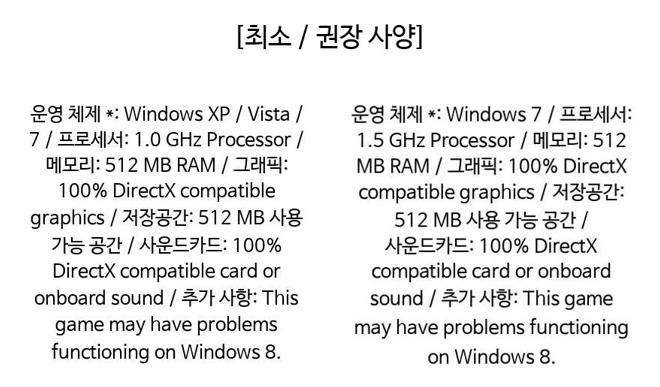 [최소 / 권장 사양]
운영 체제 *: Windows XP / Vista /
7 / 프로세서: 1.0 GHz Processor /
메모리: 512 MB RAM / 그래픽:
100% DirectX compatible
graphics / 저장공간: 512 MB 사용
가능 공간 / 사운드카드: 100%
DirectX compatible card or
onboard sound / 추가 사항: This
game may have problems
functioning on Windows 8.
운영 체제 *: Windows 7 / 프로세서:
1.5 GHz Processor / 메모리: 512
MB RAM / 그래픽: 100% DirectX
compatible graphics / 저장공간:
512 MB 사용 가능 공간 /
사운드카드: 100% DirectX
compatible card or onboard
sound / 추가 사항: This game
may have problems functioning
on Windows 8.